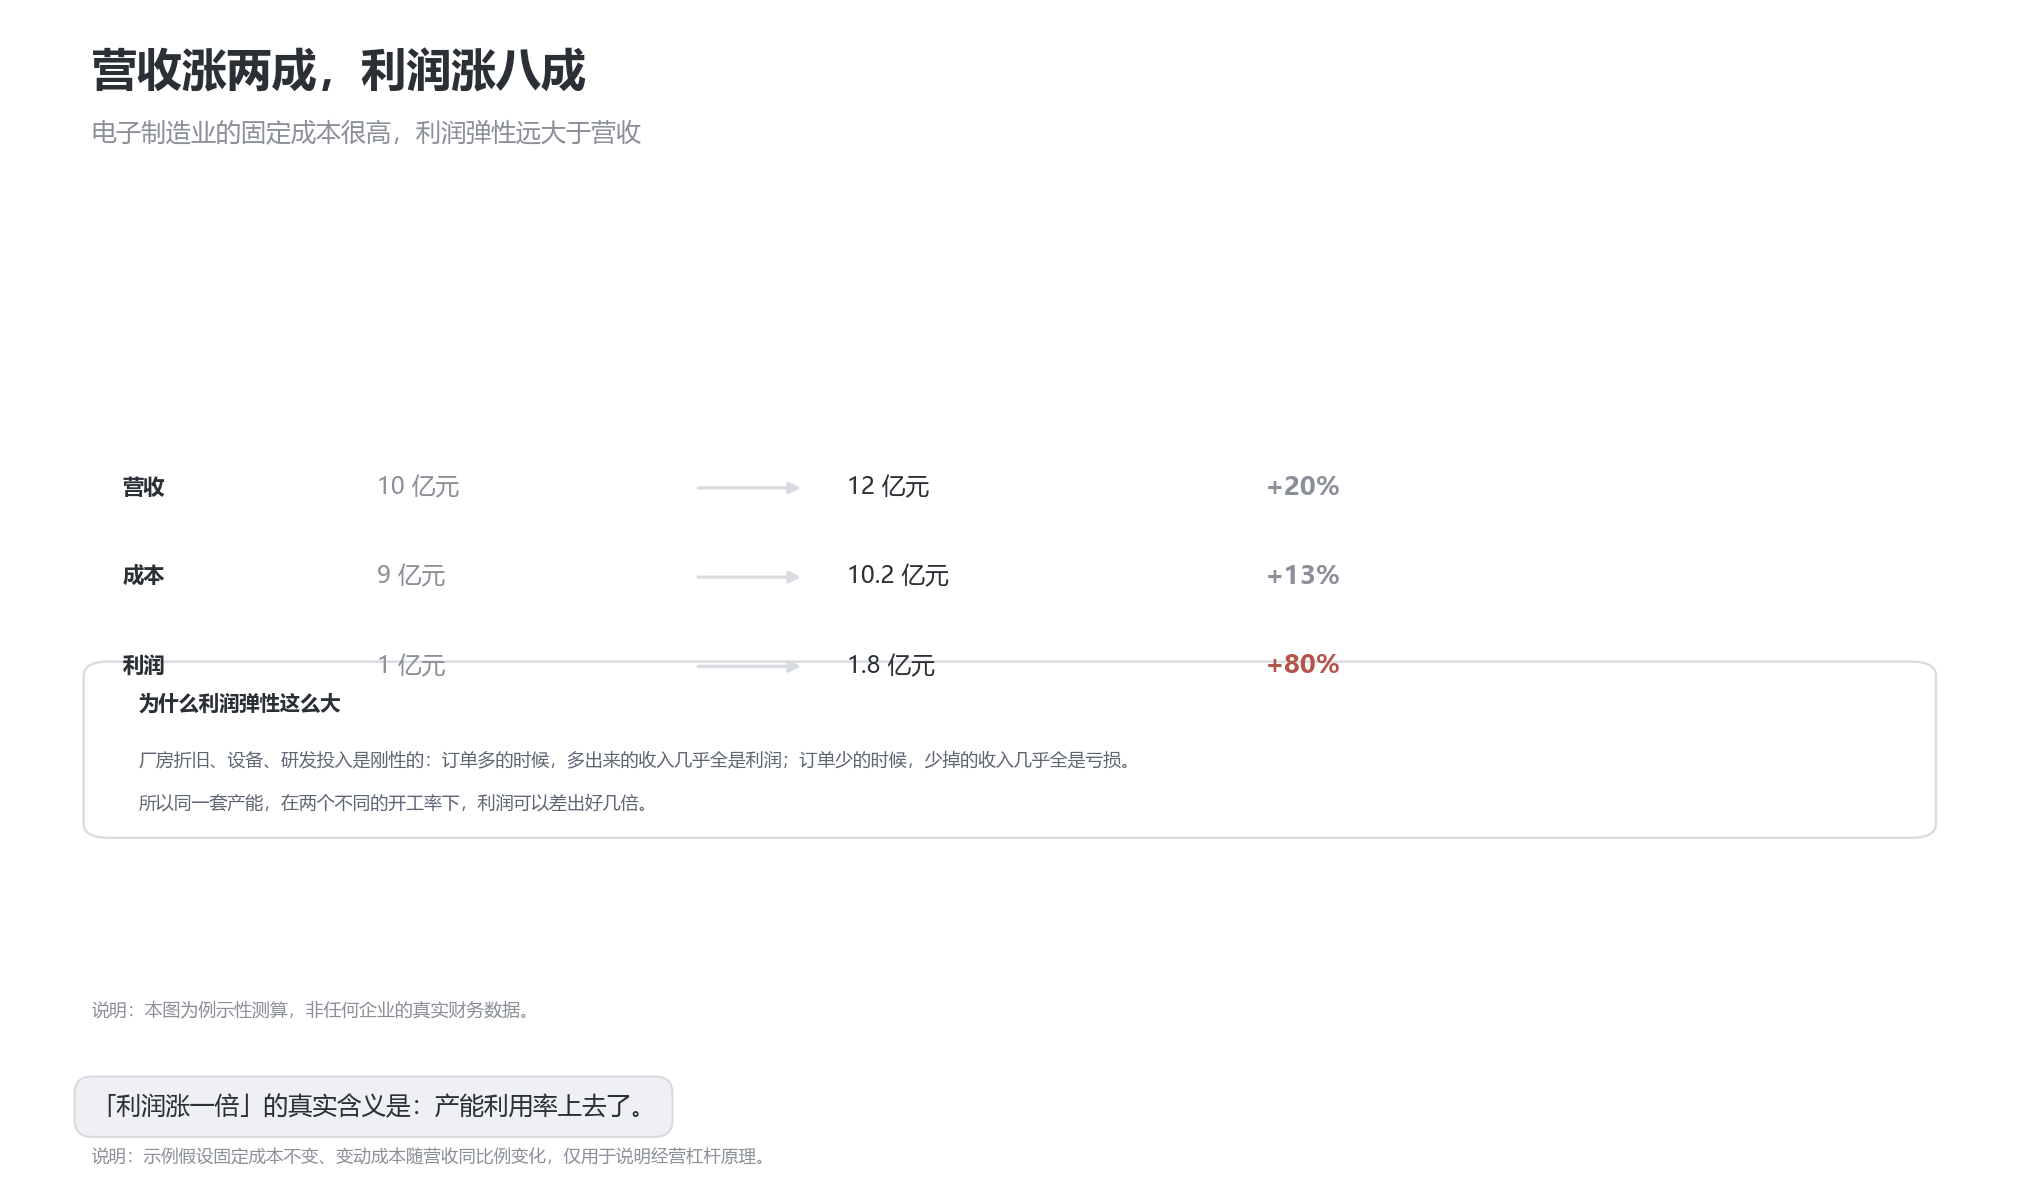 营收涨两成，利润涨八成
电子制造业的固定成本很高，利润弹性远大于营收
营收 10 亿元 12 亿元 +20%
成本 9 亿元 10.2 亿元 +13%
利润 1 亿元 1.8 亿元 +80%
为什么利润弹性这么大
厂房折旧、设备、研发投入是刚性的：订单多的时候，多出来的收入几乎全是利润；订单少的时候，少掉的收入几乎全是亏损。
所以同一套产能，在两个不同的开工率下，利润可以差出好几倍。
说明：本图为例示性测算，非任何企业的真实财务数据。
「利润涨一倍」的真实含义是：产能利用率上去了。
说明：示例假设固定成本不变、变动成本随营收同比例变化，仅用于说明经营杠杆原理。